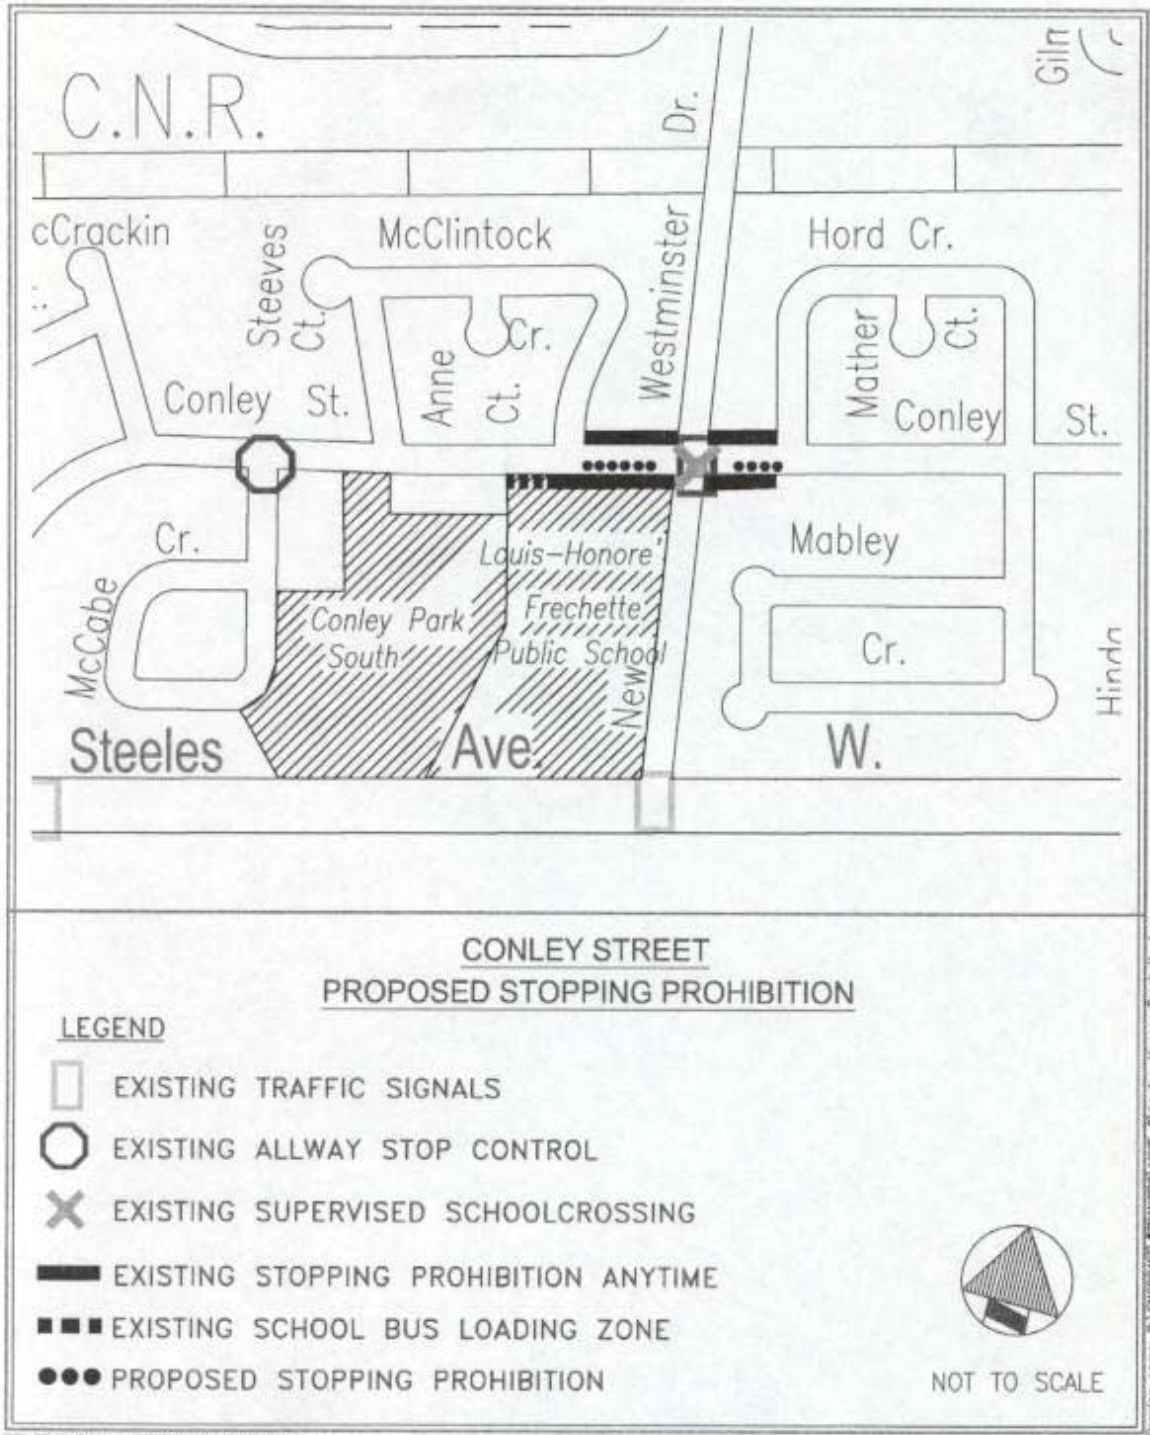 Giln
C.N.R.
Dr.
cCrackin
Steeves
Ct.
McClintock
Cr.
Westminster
Hord Cr.
Anne
Ct.
Mather
Ct.
Conley St.
Conley St.
Cr.
McCabe
Louis-Honore'
Frechette
Public School
Conley Park
South
New
Mabley
Cr.
Hindn
Steeles Ave. W.
CONLEY STREET
PROPOSED STOPPING PROHIBITION
LEGEND
EXISTING TRAFFIC SIGNALS
EXISTING ALLWAY STOP CONTROL
EXISTING SUPERVISED SCHOOLCROSSING
EXISTING STOPPING PROHIBITION ANYTIME
EXISTING SCHOOL BUS LOADING ZONE
PROPOSED STOPPING PROHIBITION
NOT TO SCALE